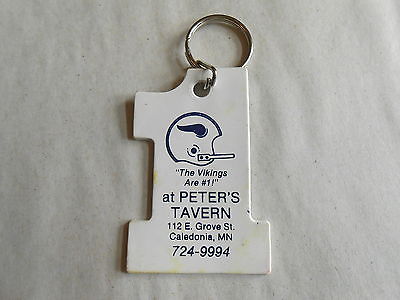 "The Vikings
Are #1!"
at PETER'S
TAVERN
112 E. Grove St.
Caledonia, MN
724-9994